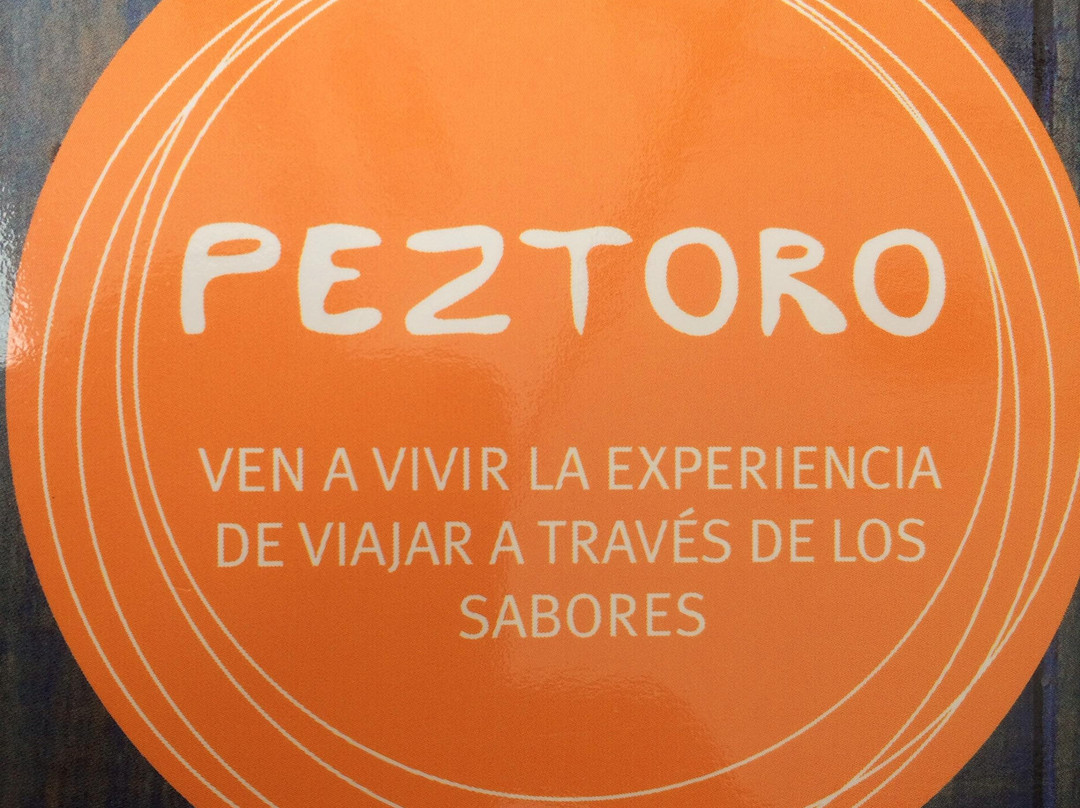 PEZTORO
VEN A VIVIR LA EXPERIENCIA
DE VIAJAR A TRAVÉS DE LOS
SABORES